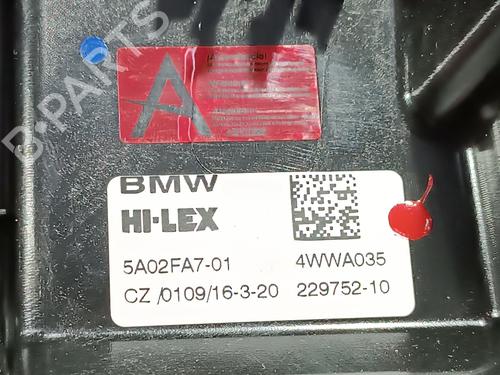 B-PARTS
A
BMW
HI-LEX
5A02FA7-01 4WWA035
CZ /0109/16-3-20 229752-10